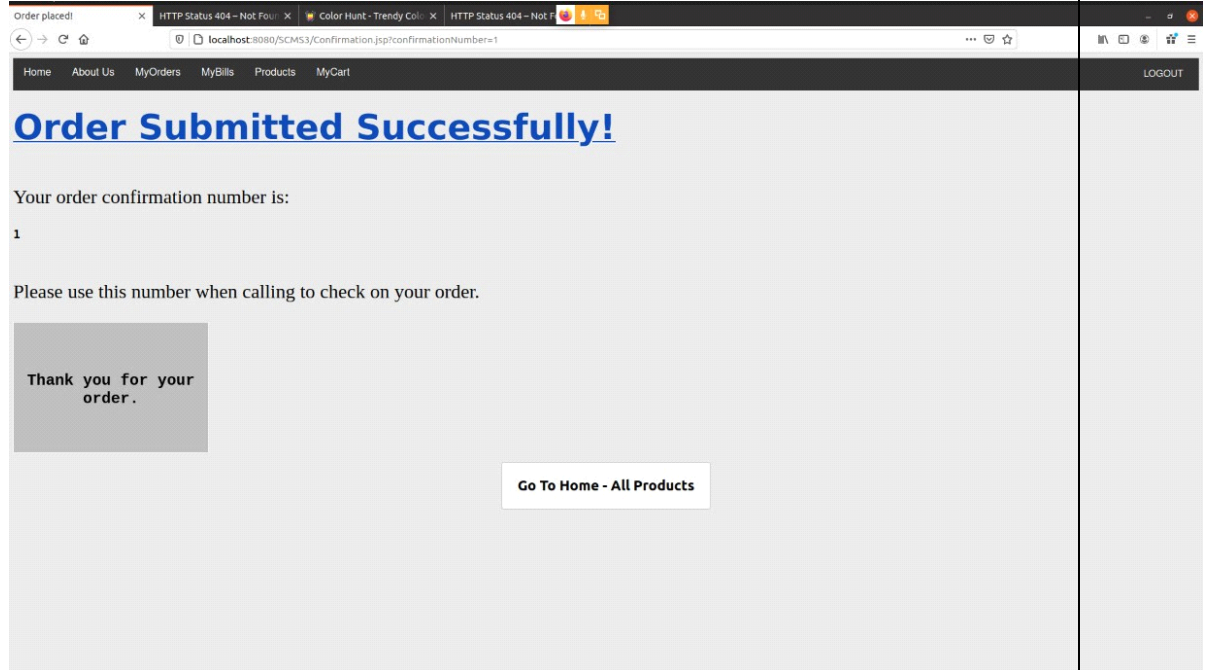 Order placed!
HTTP Status 404 – Not Foun
Color Hunt - Trendy Colo
HTTP Status 404 – Not F
localhost:8080/SCMS3/Confirmation.jsp?confirmationNumber=1
Home About Us MyOrders MyBills Products MyCart LOGOUT
Order Submitted Successfully!
Your order confirmation number is:
1
Please use this number when calling to check on your order.
Thank you for your
order.
Go To Home - All Products